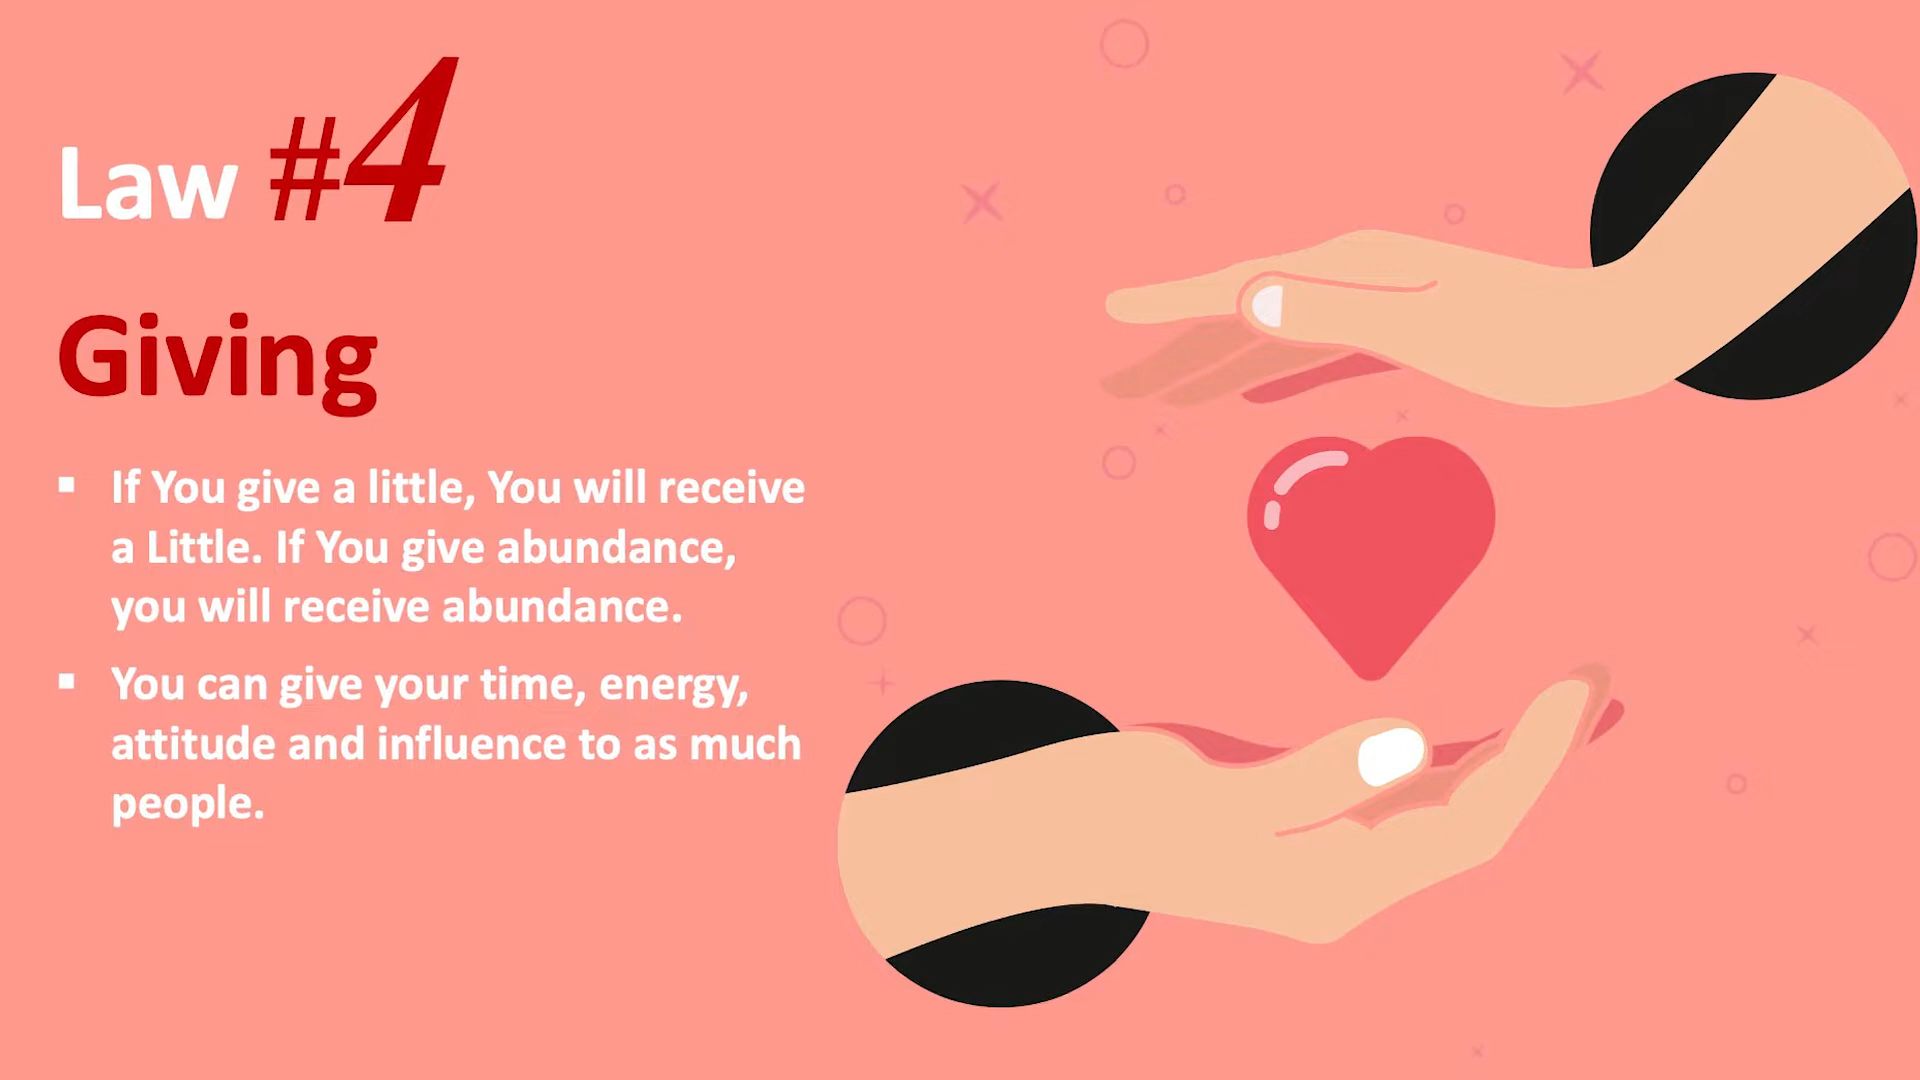 Law #4
Giving
▪ If You give a little, You will receive
a Little. If You give abundance,
you will receive abundance.
▪ You can give your time, energy,
attitude and influence to as much
people.